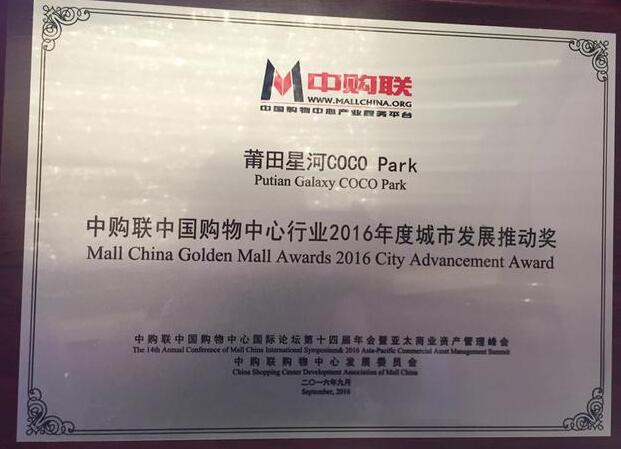 中购联
WWW.MALLCHINA.ORG
中国购物中心产业服务平台
莆田星河COCO Park
Putian Galaxy COCO Park
中购联中国购物中心行业2016年度城市发展推动奖
Mall China Golden Mall Awards 2016 City Advancement Award
中购联中国购物中心国际论坛第十四届年会暨亚太商业资产管理峰会
The 14th Annual Conference of Mall China International Symposium& 2016 Asia-Pacific Commercial Asset Management Summit
中购联购物中心发展委员会
China Shopping Center Development Association of Mall China
二〇一六年九月
September, 2016